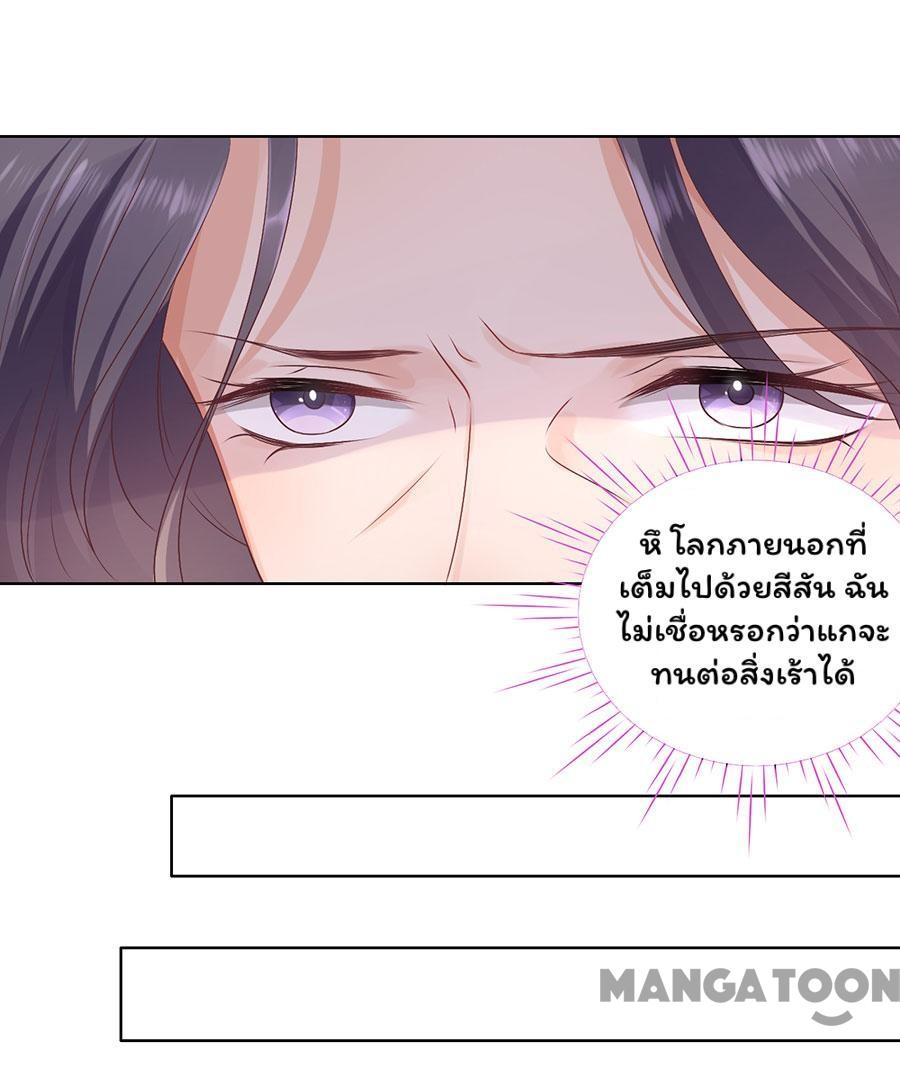 หึ โลกภายนอกที่
เต็มไปด้วยสีสัน ฉัน
ไม่เชื่อหรอกว่าแกจะ
ทนต่อสิ่งเร้าได้
MANGATOON